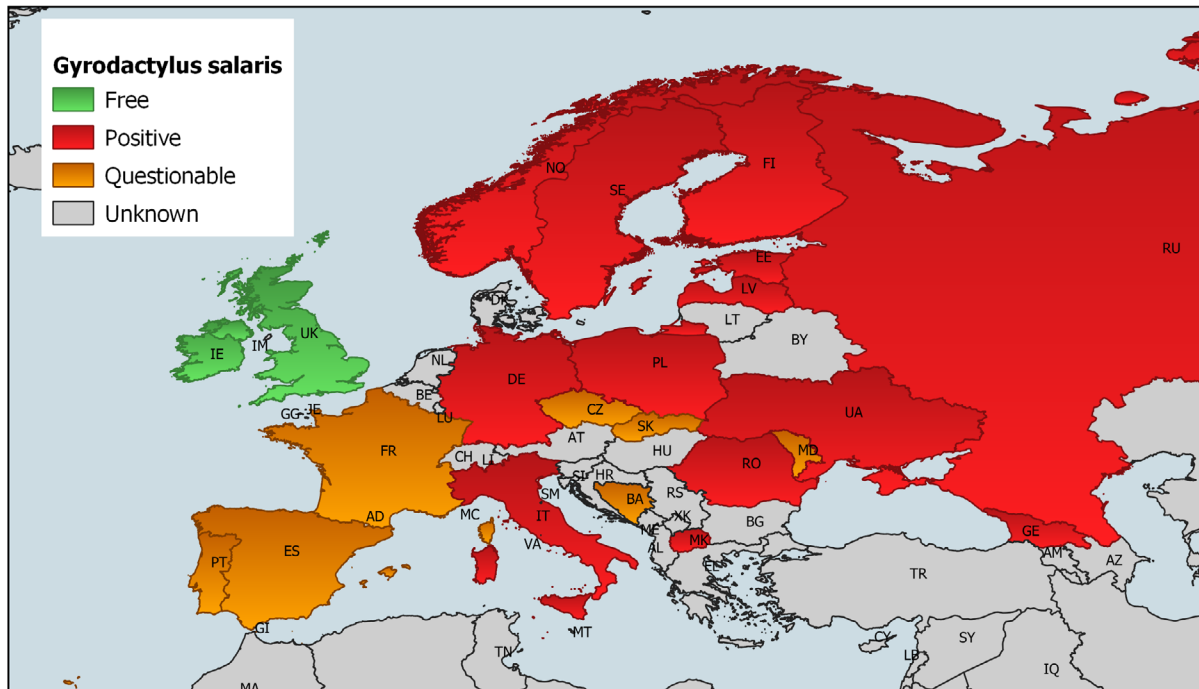 Gyrodactylus salaris
Free
Positive
Questionable
Unknown
NO
FI
SE
RU
EE
LV
DK
LT
UK
BY
IM
IE
NL
PL
DE
BE
CZ
GG
JE
UA
LU
SK
AT
FR
HU
MD
CH
LI
RO
SI
HR
SM
RS
BA
AD
MC
IT
XK
BG
ME
GE
ES
VA
MK
AL
AM
PT
EL
AZ
TR
GI
MT
CY
SY
TN
LB
IQ
MA